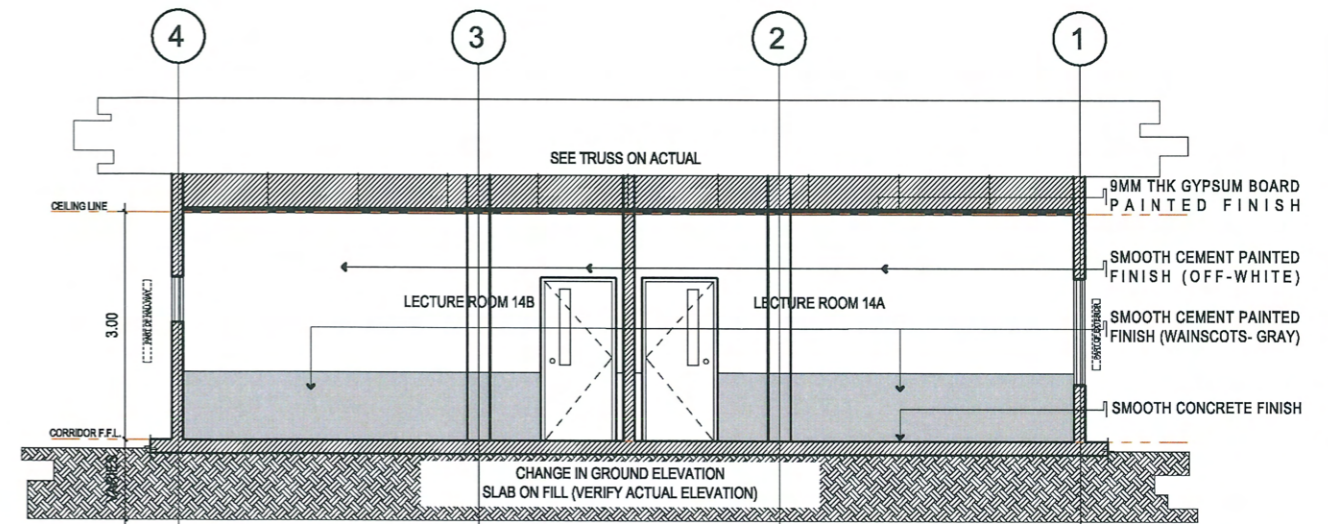 4
3
2
1
SEE TRUSS ON ACTUAL
CEILING LINE
9MM THK GYPSUM BOARD
PAINTED FINISH
SMOOTH CEMENT PAINTED
FINISH (OFF-WHITE)
LECTURE ROOM 14B
LECTURE ROOM 14A
3.00
SMOOTH CEMENT PAINTED
FINISH (WAINSCOTS- GRAY)
SMOOTH CONCRETE FINISH
CORRIDOR F.F.L.
VARIES
CHANGE IN GROUND ELEVATION
SLAB ON FILL (VERIFY ACTUAL ELEVATION)